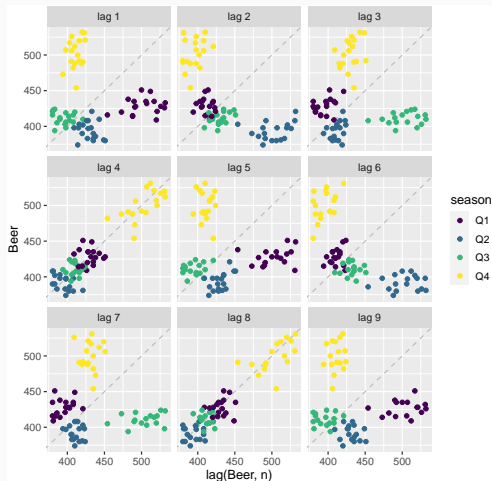 lag 1 lag 2 lag 3
500
450
400
lag 4 lag 5 lag 6
500
450
400
lag 7 lag 8 lag 9
500
450
400
400 450 500 400 450 500 400 450 500
lag(Beer, n)
Beer
season
Q1
Q2
Q3
Q4